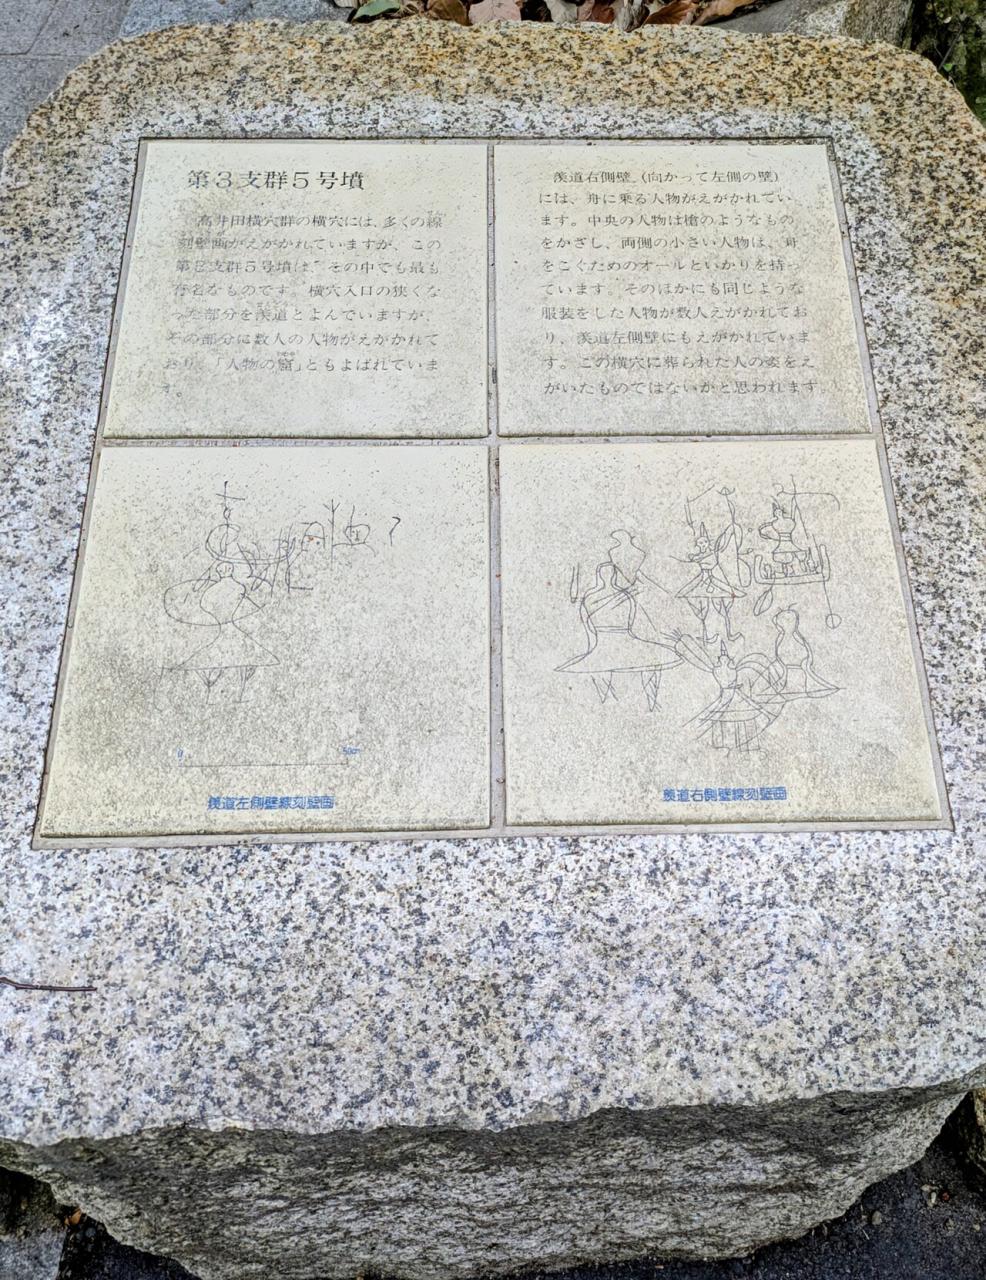 第3支群5号墳
高井田横穴群の横穴には、多くの線
刻壁画がえがかれていますが、この
第3支群5号墳は、その中でも最も
有名なものです。横穴入口の狭くな
った部分を羨道とよんでいますが、
その部分に数人の人物がえがかれて
おり、「人物の窟」ともよばれていま
す。
羨道右側壁（向かって左側の壁）
には、舟に乗る人物がえがかれてい
ます。中央の人物は槍のようなもの
をかざし、両側の小さい人物は、舟
をこぐためのオールといかりを持っ
ています。そのほかにも同じような
服装をした人物が数人えがかれてお
り、羨道左側壁にもえがかれていま
す。この横穴に葬られた人の姿をえ
がいたものではないかと思われます
0 50cm
羨道左側壁線刻壁画
羨道右側壁線刻壁画